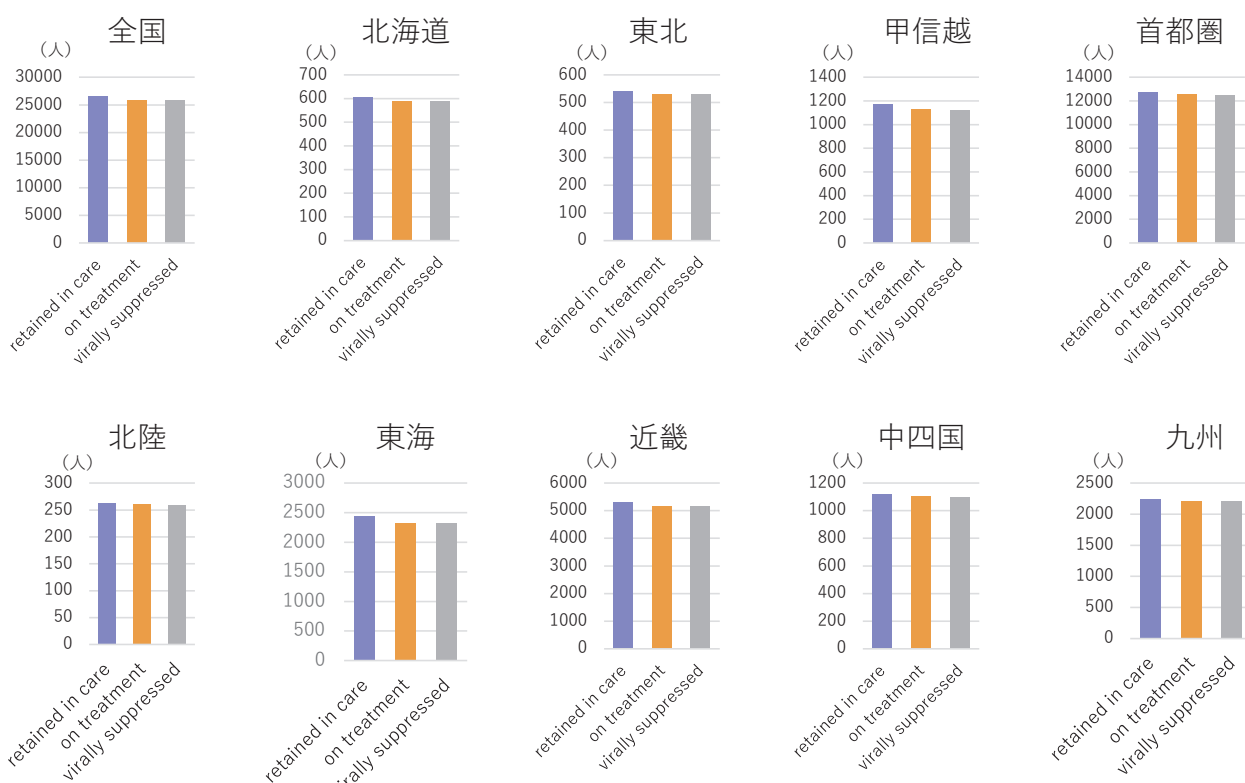 全国
（人）
30000
25000
20000
15000
10000
5000
0
retained in care
on treatment
virally suppressed
北海道
（人）
700
600
500
400
300
200
100
0
retained in care
on treatment
virally suppressed
東北
（人）
600
500
400
300
200
100
0
retained in care
on treatment
virally suppressed
甲信越
（人）
1400
1200
1000
800
600
400
200
0
retained in care
on treatment
virally suppressed
首都圏
（人）
14000
12000
10000
8000
6000
4000
2000
0
retained in care
on treatment
virally suppressed
北陸
（人）
300
250
200
150
100
50
0
retained in care
on treatment
virally suppressed
東海
（人）
3000
2500
2000
1500
1000
500
0
retained in care
on treatment
virally suppressed
近畿
（人）
6000
5000
4000
3000
2000
1000
0
retained in care
on treatment
virally suppressed
中四国
（人）
1200
1000
800
600
400
200
0
retained in care
on treatment
virally suppressed
九州
（人）
2500
2000
1500
1000
500
0
retained in care
on treatment
virally suppressed